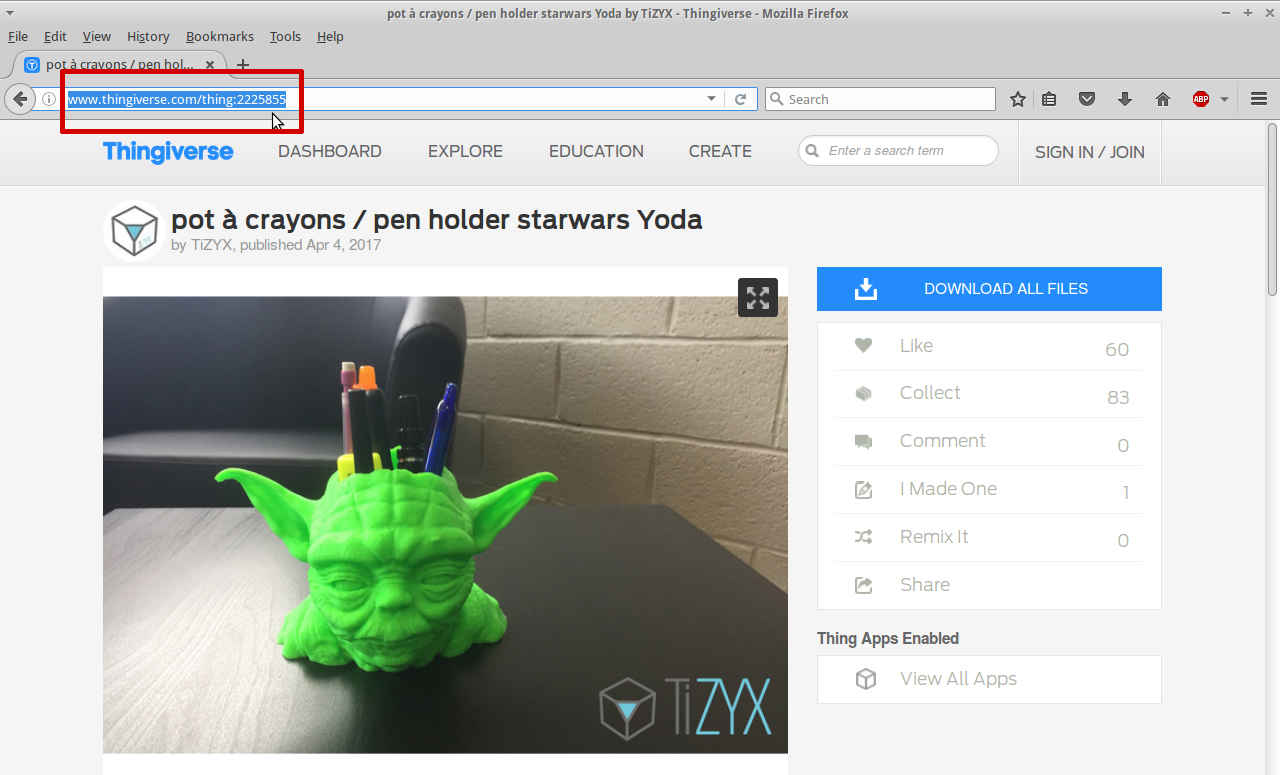 pot à crayons / pen holder starwars Yoda by TiZYX - Thingiverse - Mozilla Firefox
File Edit View History Bookmarks Tools Help
pot à crayons / pen hol...
www.thingiverse.com/thing:2225855
Search
ABP
Thingiverse
DASHBOARD
EXPLORE
EDUCATION
CREATE
Enter a search term
SIGN IN / JOIN
pot à crayons / pen holder starwars Yoda
by TiZYX, published Apr 4, 2017
TiZYX
DOWNLOAD ALL FILES
Like 60
Collect 83
Comment 0
I Made One 1
Remix It 0
Share
Thing Apps Enabled
View All Apps